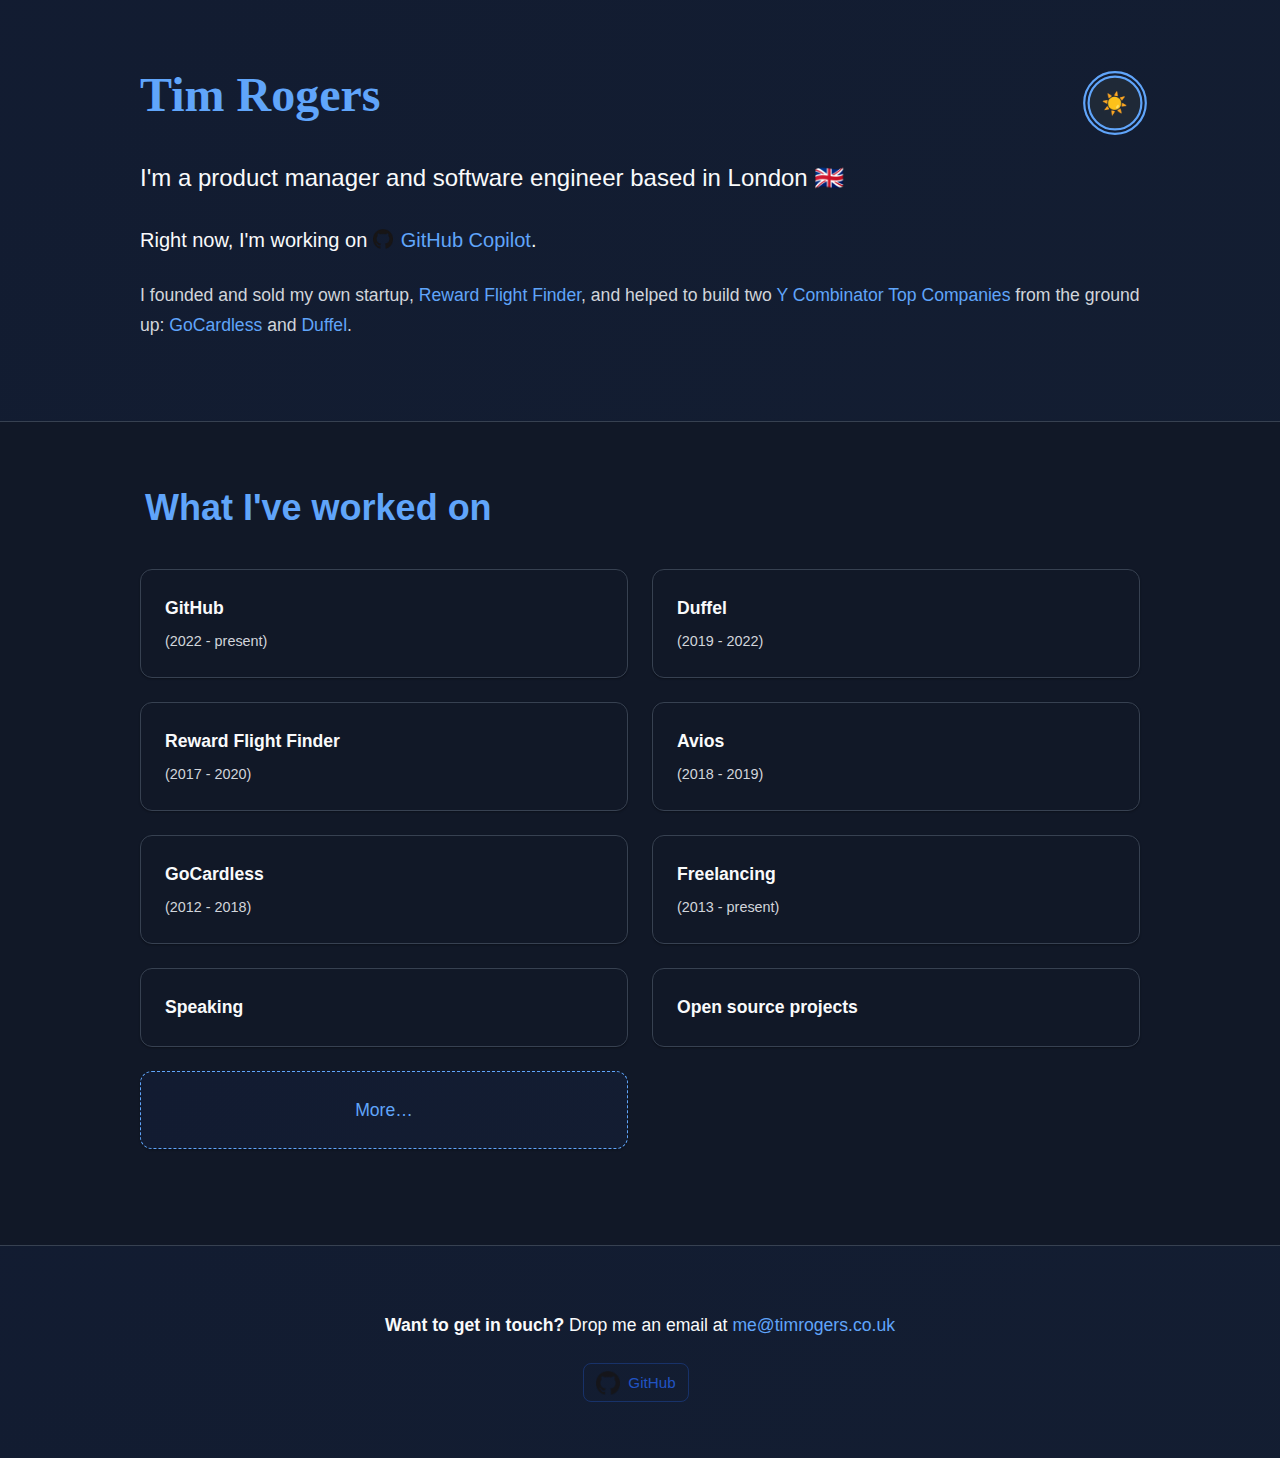 Tim Rogers
I'm a product manager and software engineer based in London 🇬🇧
Right now, I'm working on GitHub Copilot.
I founded and sold my own startup, Reward Flight Finder, and helped to build two Y Combinator Top Companies from the ground
up: GoCardless and Duffel.
What I've worked on
GitHub
(2022 - present)
Duffel
(2019 - 2022)
Reward Flight Finder
(2017 - 2020)
Avios
(2018 - 2019)
GoCardless
(2012 - 2018)
Freelancing
(2013 - present)
Speaking
Open source projects
More…
Want to get in touch? Drop me an email at me@timrogers.co.uk
GitHub